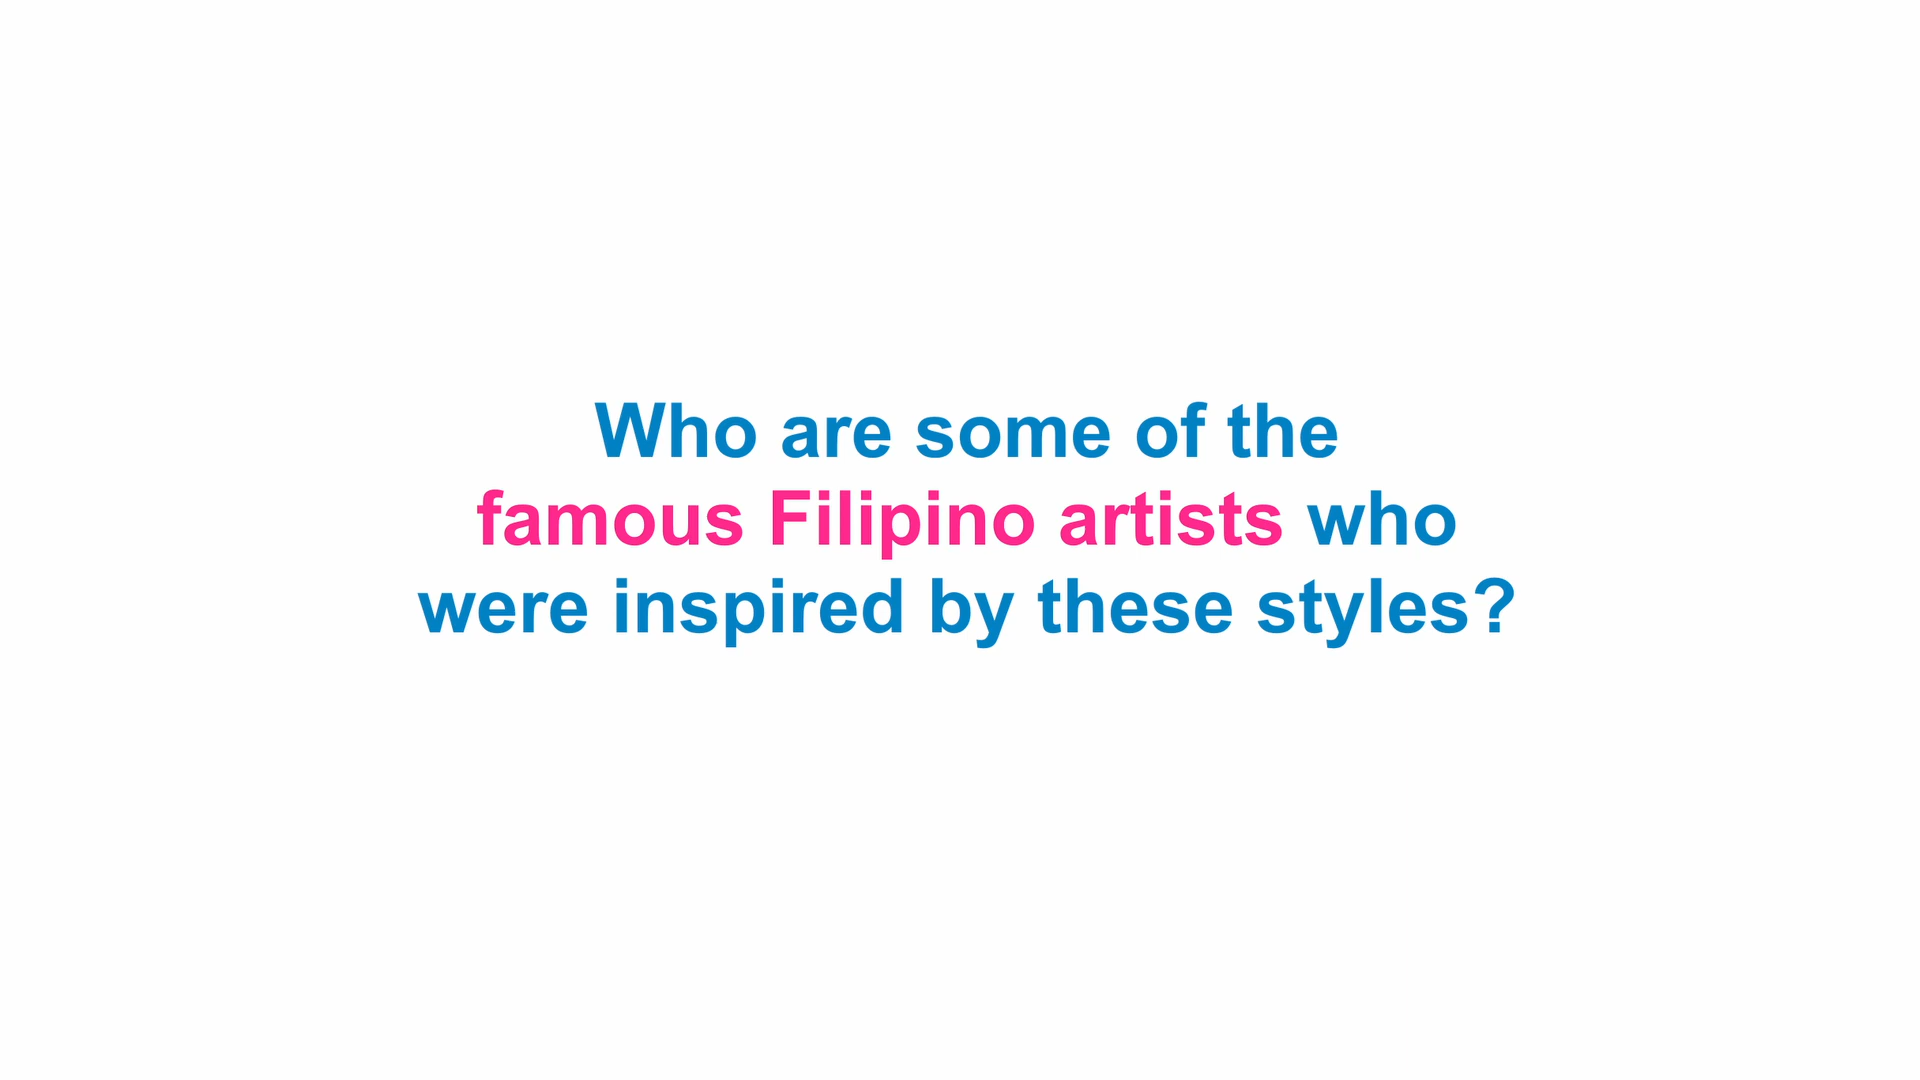 Who are some of the
famous Filipino artists who
were inspired by these styles?